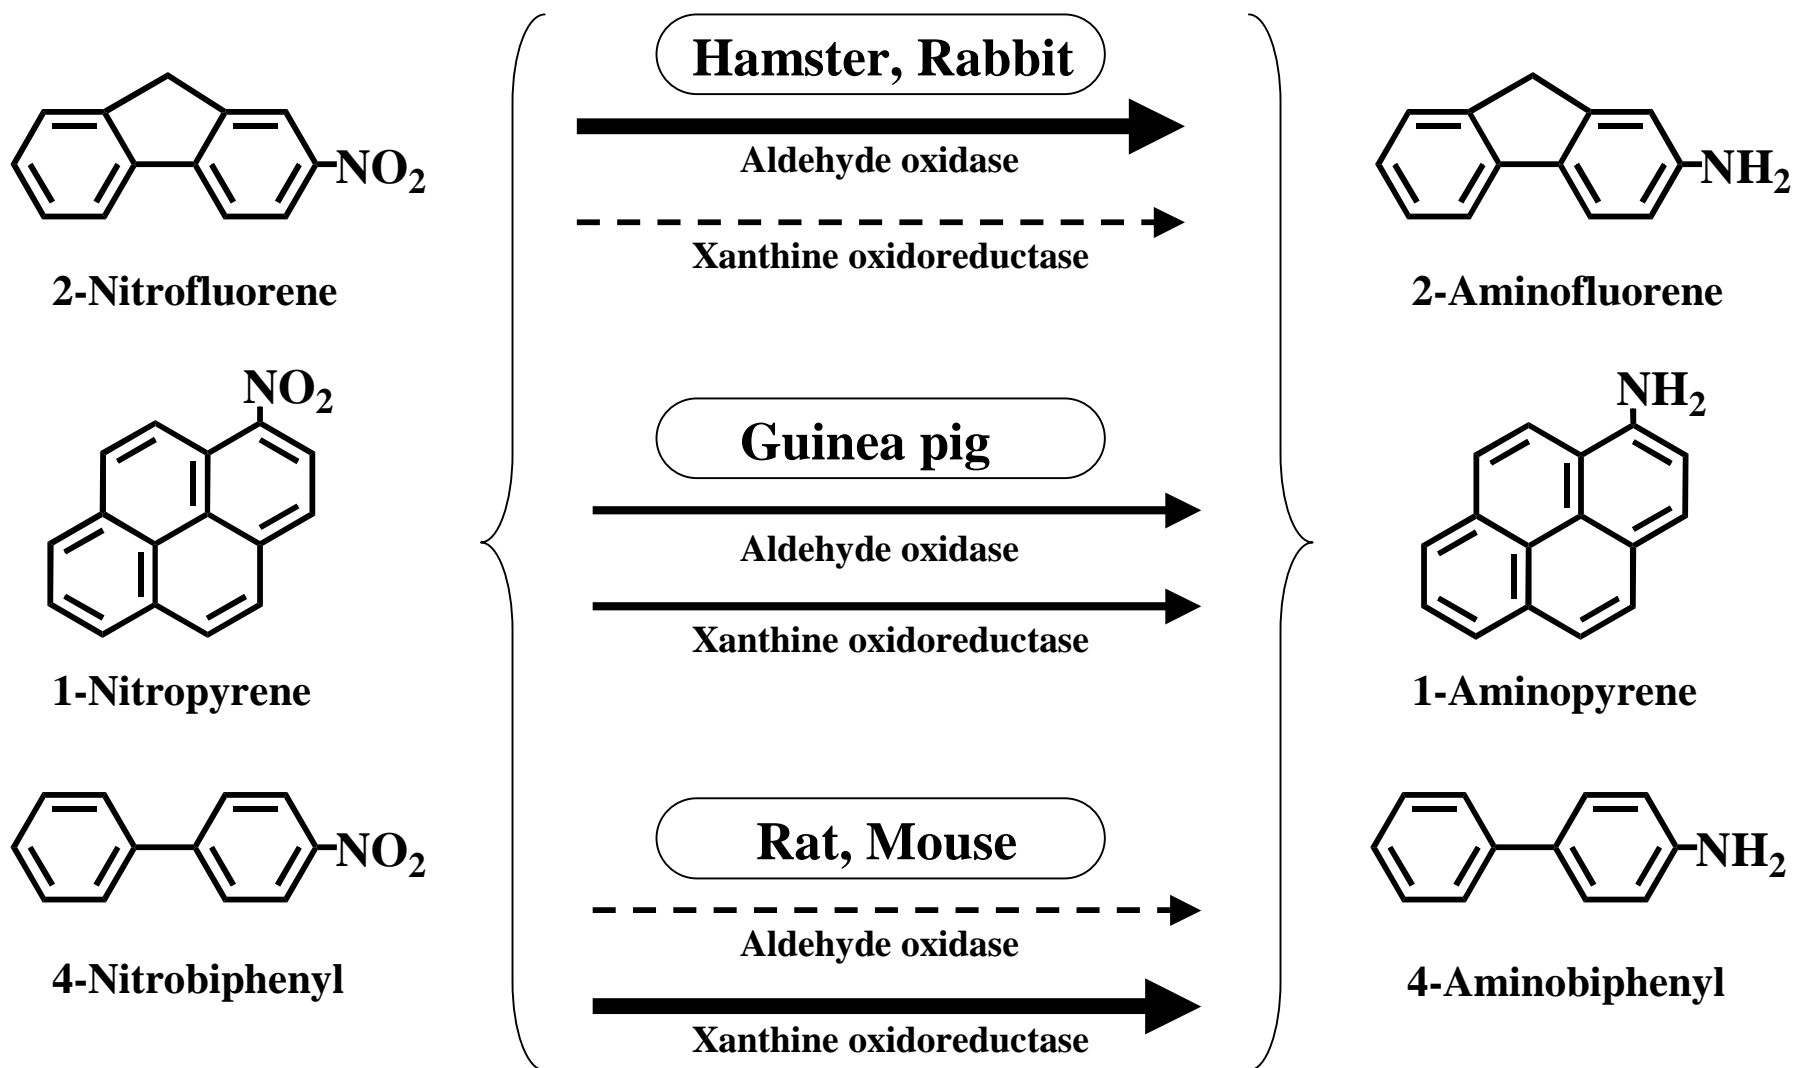 Hamster, Rabbit
NO2
Aldehyde oxidase
NH2
Xanthine oxidoreductase
2-Nitrofluorene
2-Aminofluorene
NO2
NH2
Guinea pig
Aldehyde oxidase
Xanthine oxidoreductase
1-Nitropyrene
1-Aminopyrene
Rat, Mouse
NO2
NH2
Aldehyde oxidase
4-Nitrobiphenyl
4-Aminobiphenyl
Xanthine oxidoreductase